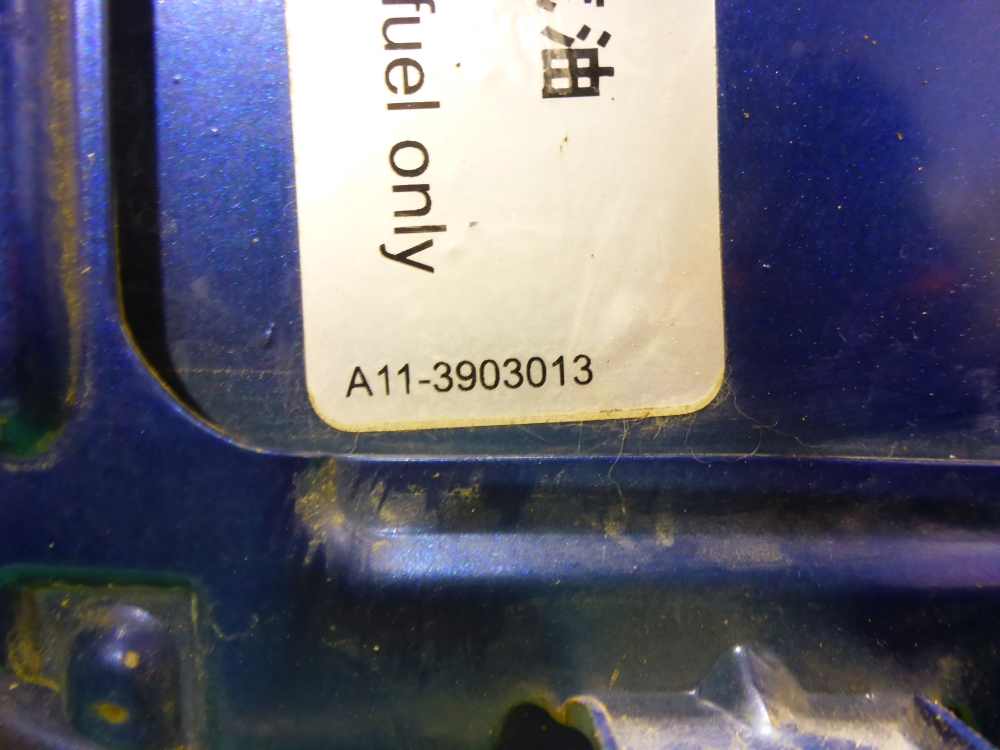 油
fuel only
A11-3903013